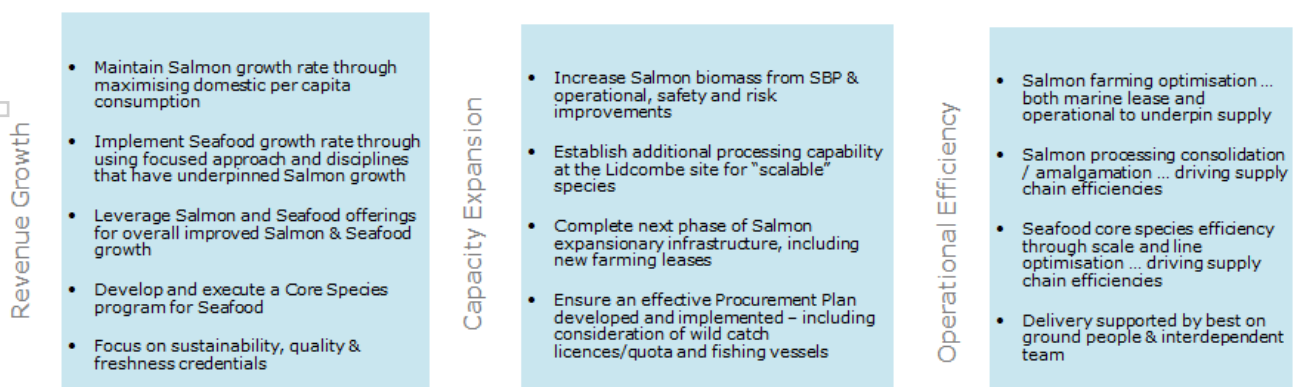 Revenue Growth
• Maintain Salmon growth rate through
maximising domestic per capita
consumption
• Implement Seafood growth rate through
using focused approach and disciplines
that have underpinned Salmon growth
• Leverage Salmon and Seafood offerings
for overall improved Salmon & Seafood
growth
• Develop and execute a Core Species
program for Seafood
• Focus on sustainability, quality &
freshness credentials
Capacity Expansion
• Increase Salmon biomass from SBP &
operational, safety and risk
improvements
• Establish additional processing capability
at the Lidcombe site for “scalable”
species
• Complete next phase of Salmon
expansionary infrastructure, including
new farming leases
• Ensure an effective Procurement Plan
developed and implemented – including
consideration of wild catch
licences/quota and fishing vessels
Operational Efficiency
• Salmon farming optimisation ...
both marine lease and
operational to underpin supply
• Salmon processing consolidation
/ amalgamation ... driving supply
chain efficiencies
• Seafood core species efficiency
through scale and line
optimisation ... driving supply
chain efficiencies
• Delivery supported by best on
ground people & interdependent
team